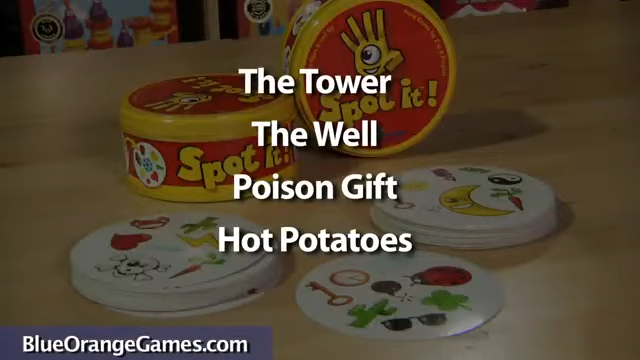 Spot it!
Spot it!
The Tower
The Well
Poison Gift
Hot Potatoes
BlueOrangeGames.com